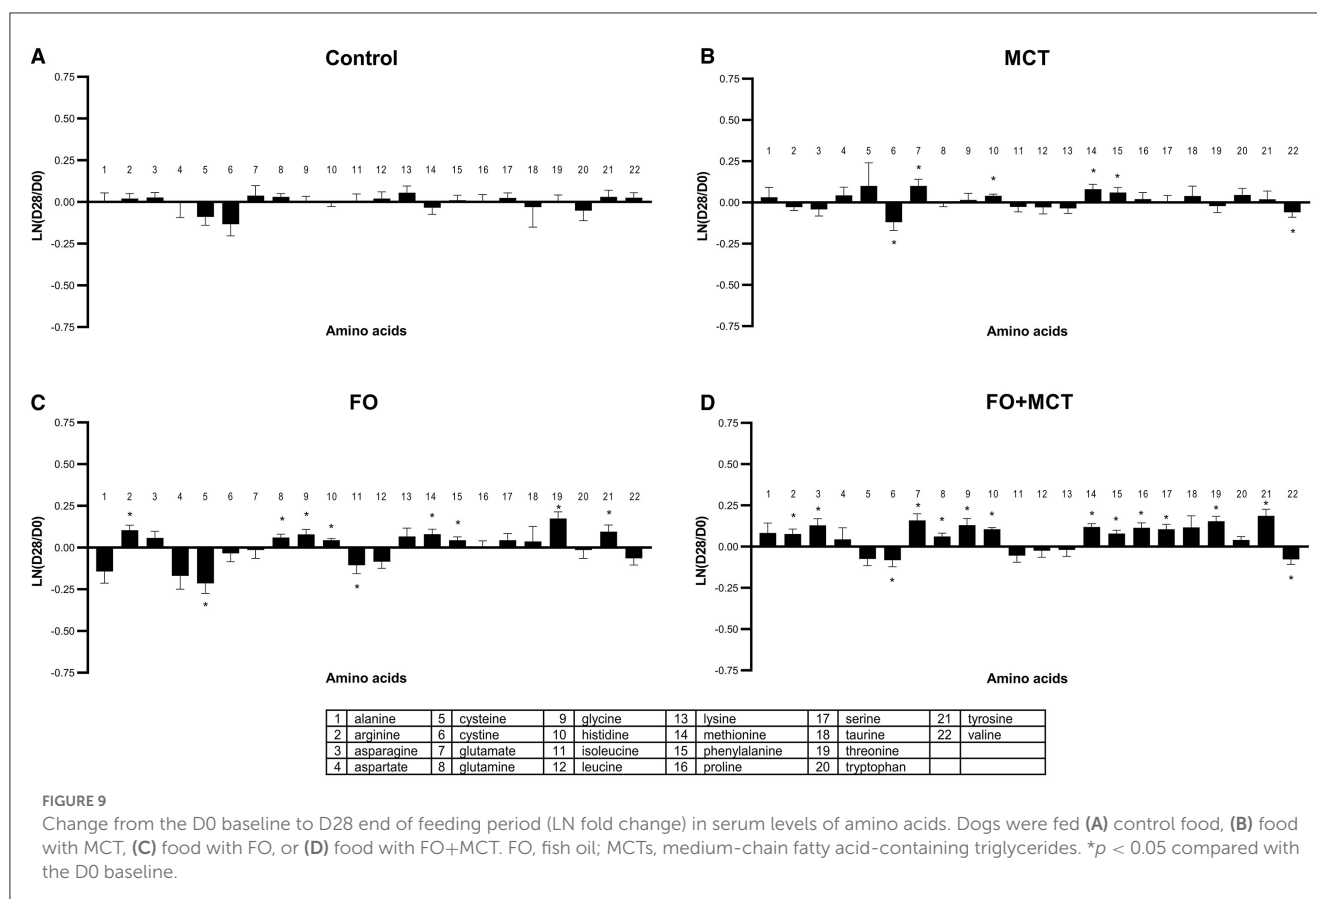 A
Control
0.75
0.50
0.25
0.00
-0.25
-0.50
-0.75
LN(D28/D0)
1 2 3 4 5 6 7 8 9 10 11 12 13 14 15 16 17 18 19 20 21 22
Amino acids
B
MCT
0.75
0.50
0.25
0.00
-0.25
-0.50
-0.75
LN(D28/D0)
1 2 3 4 5 6 7 8 9 10 11 12 13 14 15 16 17 18 19 20 21 22
* * * *
* *
Amino acids
C
FO
0.75
0.50
0.25
0.00
-0.25
-0.50
-0.75
LN(D28/D0)
1 2 3 4 5 6 7 8 9 10 11 12 13 14 15 16 17 18 19 20 21 22
* * * * * * * *
* *
Amino acids
D
FO+MCT
0.75
0.50
0.25
0.00
-0.25
-0.50
-0.75
LN(D28/D0)
1 2 3 4 5 6 7 8 9 10 11 12 13 14 15 16 17 18 19 20 21 22
* * * * * * * * * * * *
* *
Amino acids
1 alanine 5 cysteine 9 glycine 13 lysine 17 serine 21 tyrosine
2 arginine 6 cystine 10 histidine 14 methionine 18 taurine 22 valine
3 asparagine 7 glutamate 11 isoleucine 15 phenylalanine 19 threonine
4 aspartate 8 glutamine 12 leucine 16 proline 20 tryptophan
FIGURE 9
Change from the D0 baseline to D28 end of feeding period (LN fold change) in serum levels of amino acids. Dogs were fed (A) control food, (B) food
with MCT, (C) food with FO, or (D) food with FO+MCT. FO, fish oil; MCTs, medium-chain fatty acid-containing triglycerides. *p < 0.05 compared with
the D0 baseline.